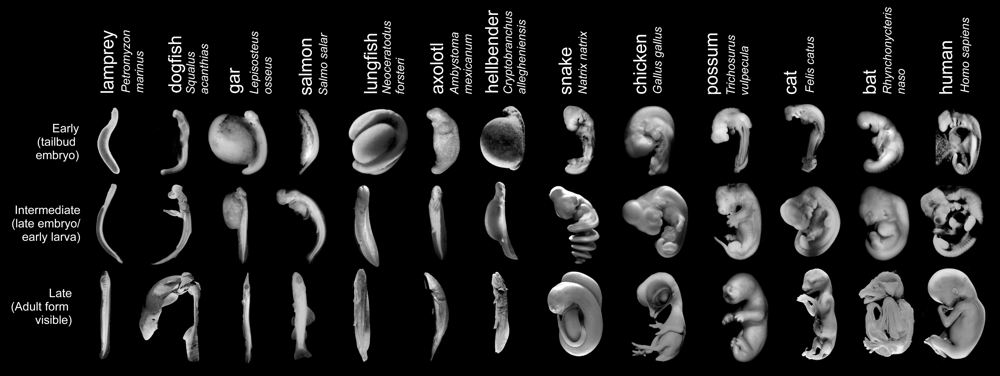 lamprey
Petromyzon
marinus
dogfish
Squalus
acanthias
gar
Lepisosteus
osseus
salmon
Salmo salar
lungfish
Neoceratodus
forsteri
axolotl
Ambystoma
mexicanum
hellbender
Cryptobranchus
allegheniensis
snake
Natrix natrix
chicken
Gallus gallus
possum
Trichosurus
vulpecula
cat
Felis catus
bat
Rhynchonycteris
naso
human
Homo sapiens
Early
(tailbud
embryo)
Intermediate
(late embryo/
early larva)
Late
(Adult form
visible)